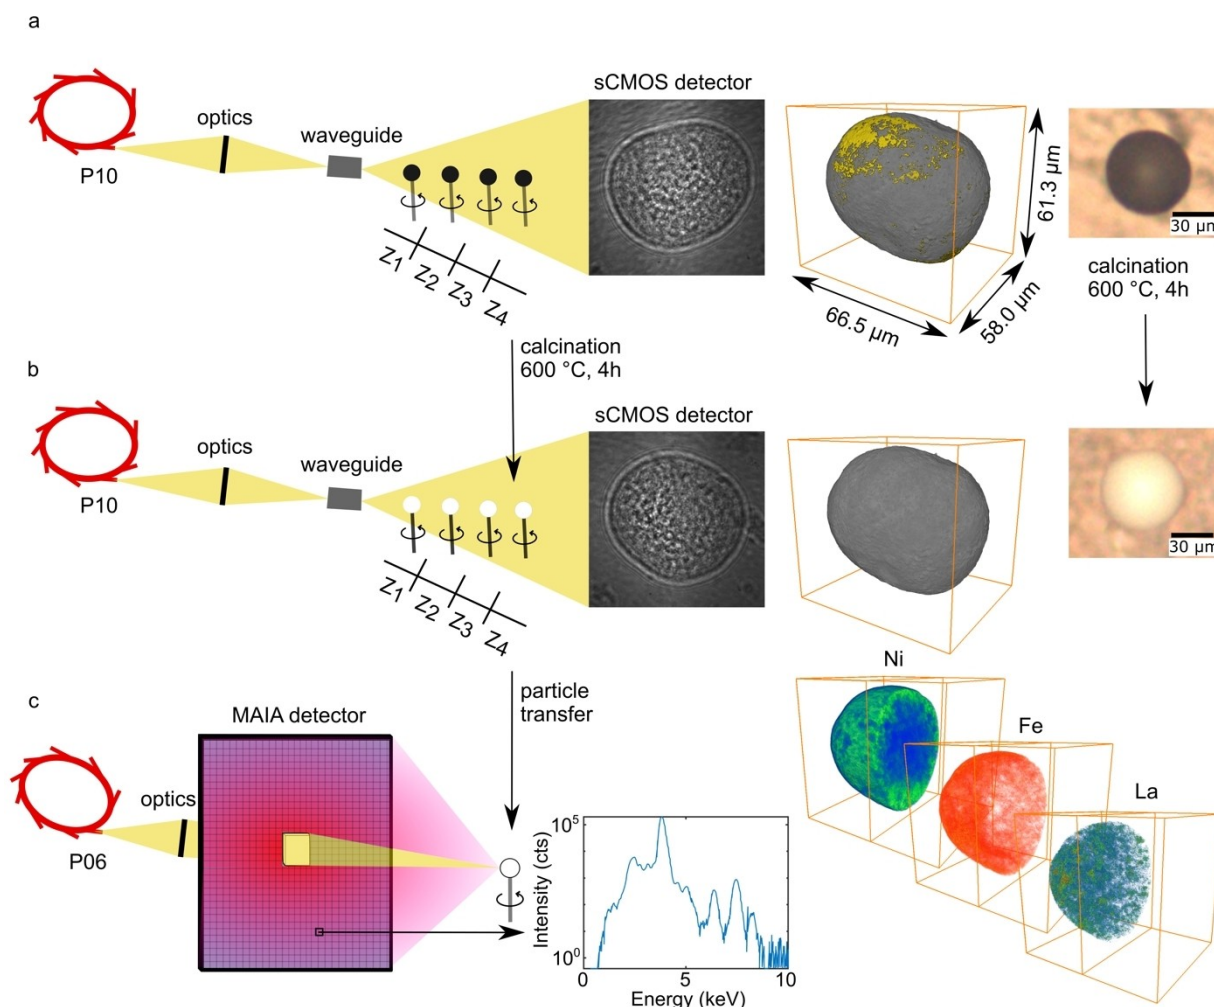 a
sCMOS detector
optics
waveguide
P10
Z1
Z2
Z3
Z4
66.5 µm
58.0 µm
61.3 µm
30 µm
calcination
600 °C, 4h
calcination
600 °C, 4h
b
sCMOS detector
optics
waveguide
P10
Z1
Z2
Z3
Z4
30 µm
particle
transfer
c
MAIA detector
optics
P06
Intensity (cts)
10^5
10^0
0
5
10
Energy (keV)
Ni
Fe
La